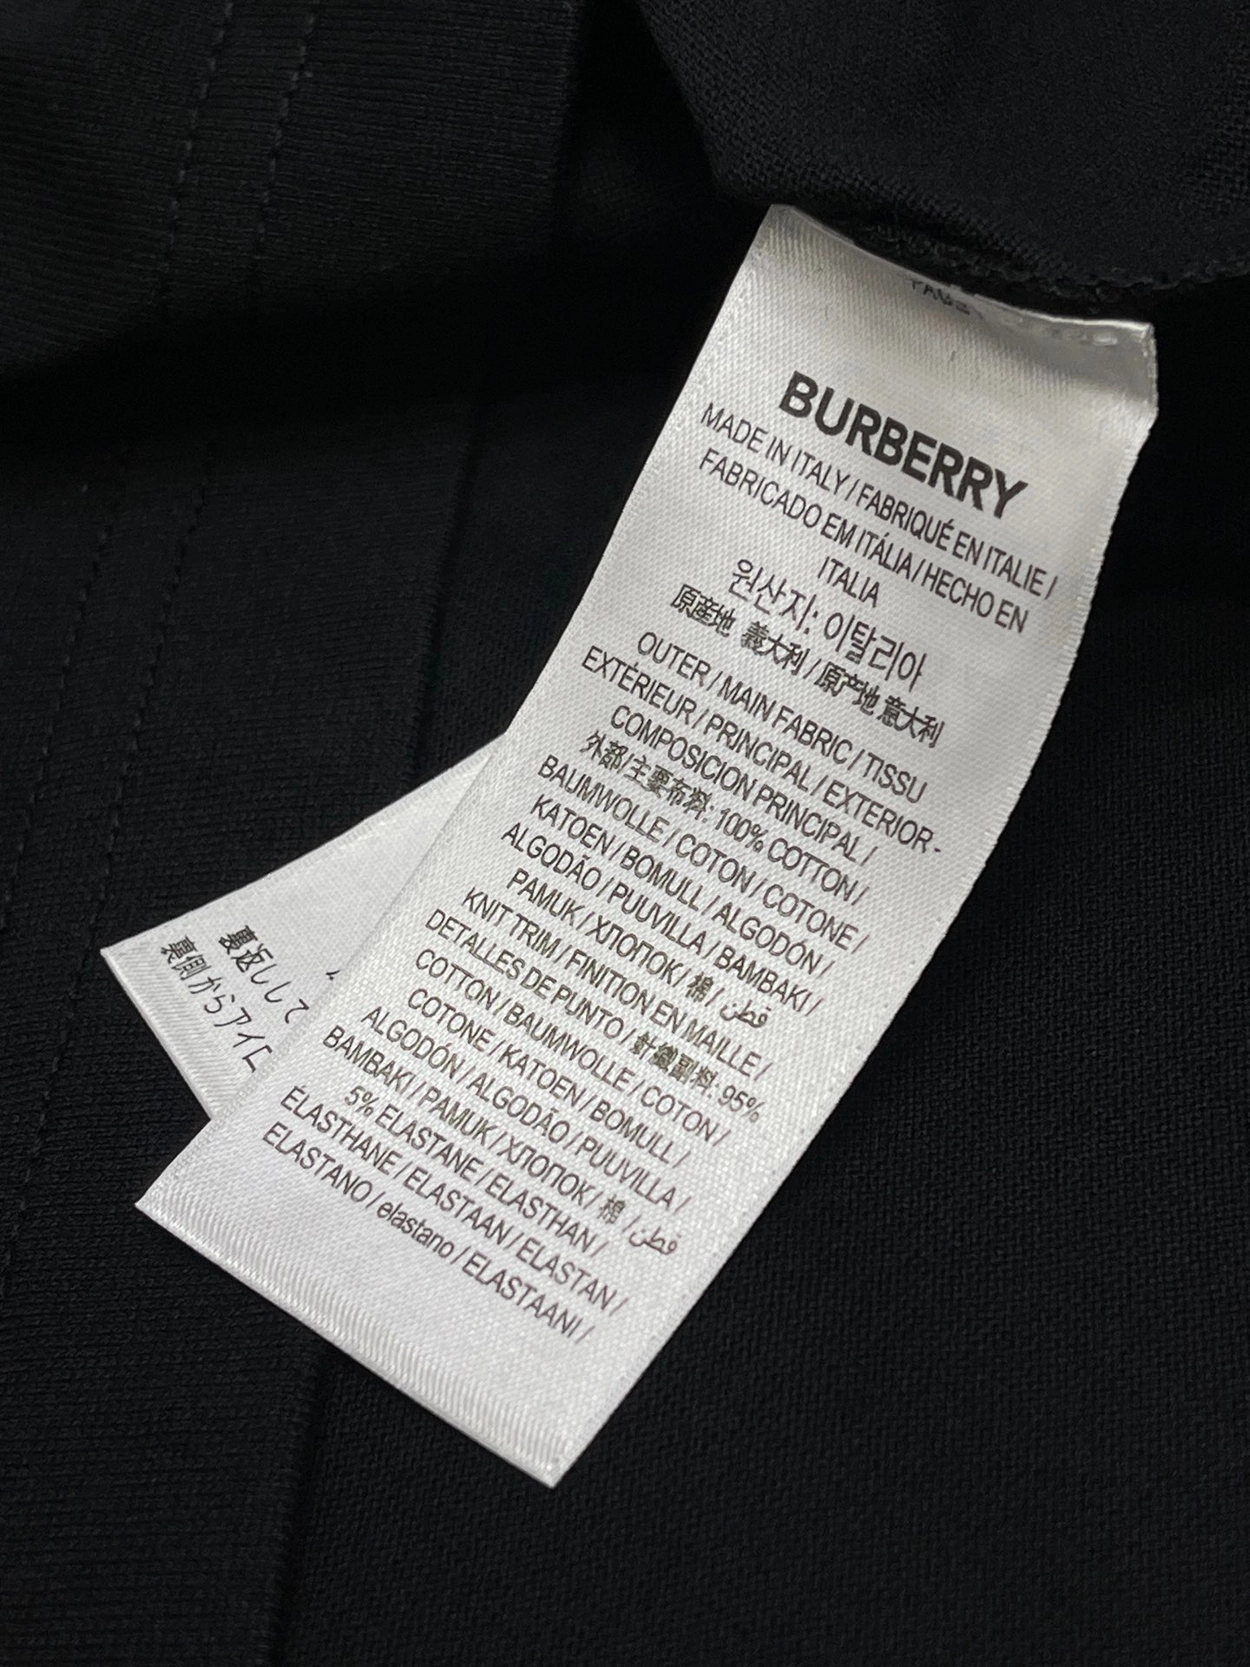 BURBERRY
MADE IN ITALY / FABRIQUÉ EN ITALIE /
FABRICADO EM ITÁLIA / HECHO EN
ITALIA
원산지: 이탈리아
原産地 義大利 / 原产地 意大利
OUTER / MAIN FABRIC / TISSU
EXTÉRIEUR / PRINCIPAL / EXTERIOR -
COMPOSICION PRINCIPAL /
外部/主要布料: 100% COTTON /
BAUMWOLLE / COTON / COTONE /
KATOEN / BOMULL / ALGODÓN /
ALGODÃO / PUUVILLA / BAMBAKI /
PAMUK / ХЛОПОК / 棉 / قطن
KNIT TRIM / FINITION EN MAILLE /
DETALLES DE PUNTO / 針織副料: 95%
COTTON / BAUMWOLLE / COTON /
COTONE / KATOEN / BOMULL /
ALGODÓN / ALGODÃO / PUUVILLA /
BAMBAKI / PAMUK / ХЛОПОК / 棉 / قطن
5% ELASTANE / ELASTHAN /
ÉLASTHANE / ELASTAAN / ELASTAN /
ELASTANO / elastano / ELASTAANI /
裏返しして
裏側からアイ